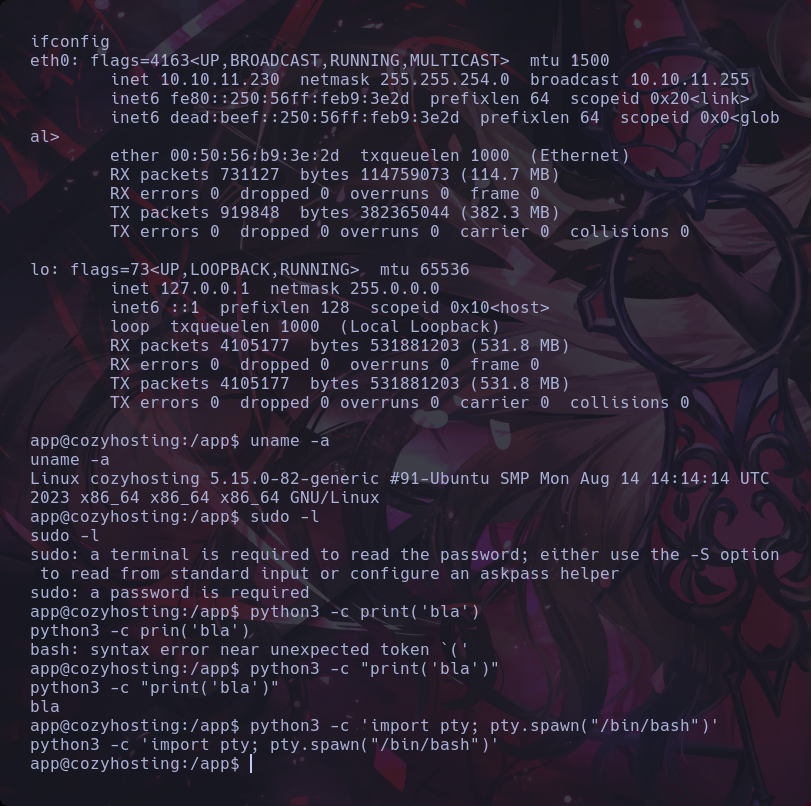 ifconfig
eth0: flags=4163<UP,BROADCAST,RUNNING,MULTICAST>  mtu 1500
        inet 10.10.11.230  netmask 255.255.254.0  broadcast 10.10.11.255
        inet6 fe80::250:56ff:feb9:3e2d  prefixlen 64  scopeid 0x20<link>
        inet6 dead:beef::250:56ff:feb9:3e2d  prefixlen 64  scopeid 0x0<glob
al>
        ether 00:50:56:b9:3e:2d  txqueuelen 1000  (Ethernet)
        RX packets 731127  bytes 114759073 (114.7 MB)
        RX errors 0  dropped 0  overruns 0  frame 0
        TX packets 919848  bytes 382365044 (382.3 MB)
        TX errors 0  dropped 0 overruns 0  carrier 0  collisions 0

lo: flags=73<UP,LOOPBACK,RUNNING>  mtu 65536
        inet 127.0.0.1  netmask 255.0.0.0
        inet6 ::1  prefixlen 128  scopeid 0x10<host>
        loop  txqueuelen 1000  (Local Loopback)
        RX packets 4105177  bytes 531881203 (531.8 MB)
        RX errors 0  dropped 0  overruns 0  frame 0
        TX packets 4105177  bytes 531881203 (531.8 MB)
        TX errors 0  dropped 0 overruns 0  carrier 0  collisions 0

app@cozyhosting:/app$ uname -a
uname -a
Linux cozyhosting 5.15.0-82-generic #91-Ubuntu SMP Mon Aug 14 14:14:14 UTC
2023 x86_64 x86_64 x86_64 GNU/Linux
app@cozyhosting:/app$ sudo -l
sudo -l
sudo: a terminal is required to read the password; either use the -S option
 to read from standard input or configure an askpass helper
sudo: a password is required
app@cozyhosting:/app$ python3 -c print('bla')
python3 -c prin('bla')
bash: syntax error near unexpected token `('
app@cozyhosting:/app$ python3 -c "print('bla')"
python3 -c "print('bla')"
bla
app@cozyhosting:/app$ python3 -c 'import pty; pty.spawn("/bin/bash")'
python3 -c 'import pty; pty.spawn("/bin/bash")'
app@cozyhosting:/app$